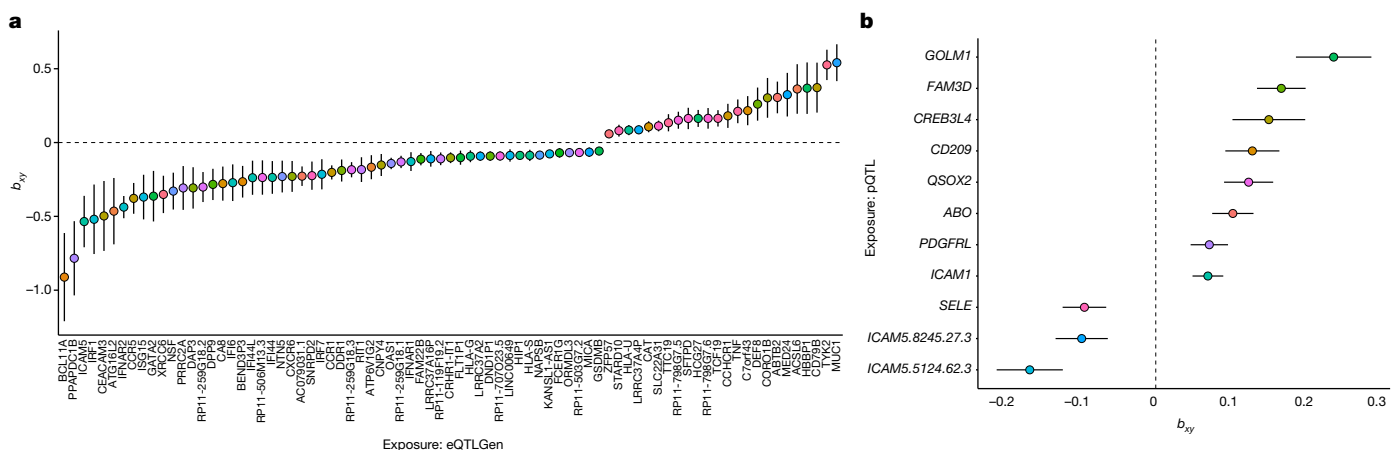 a
b
0.5
0
−0.5
−1.0
b_xy
BCL11A
PPAPDC1B
ICAM5
IRF1
CEACAM3
ATG16L2
IFNAR2
CCR5
ISG15
GATA2
XRCC6
NSF
PRRC2A
DAP3
RP11-259G18.2
DPP9
CA8
IFI6
BEND3P3
IFI44L
RP11-506M13.3
IFI44
NTN5
CXCR6
AC079031.1
SNRPD2
IRF7
CCR1
DDR1
RP11-259G18.3
RIT1
ATP6V1G2
CNPY4
OAS1
RP11-259G18.1
IFNAR1
FAM22B
LRRC37A16P
RP11-119F19.2
CRHR1-IT1
FLT1P1
HLA-G
LRRC37A2
DND1P1
RP11-707O23.5
LINC00649
HIP1
HLA-S
NAPSB
KANSL1-AS1
FCER1G
ORMDL3
RP11-503G7.2
MICA
GSDMB
ZFP57
STARD10
HLA-U
LRRC37A4P
CAT
SLC22A31
TTC19
RP11-798G7.5
SFTPD
HCG27
RP11-798G7.6
TCF19
CCHCR1
TNF
C7orf43
DEF8
CORO1B
ABTB2
MED24
ACSL6
HBBP1
CD79B
TYK2
MUC1
Exposure: eQTLGen
Exposure: pQTL
GOLM1
FAM3D
CREB3L4
CD209
QSOX2
ABO
PDGFRL
ICAM1
SELE
ICAM5.8245.27.3
ICAM5.5124.62.3
−0.2
−0.1
0
0.1
0.2
0.3
b_xy